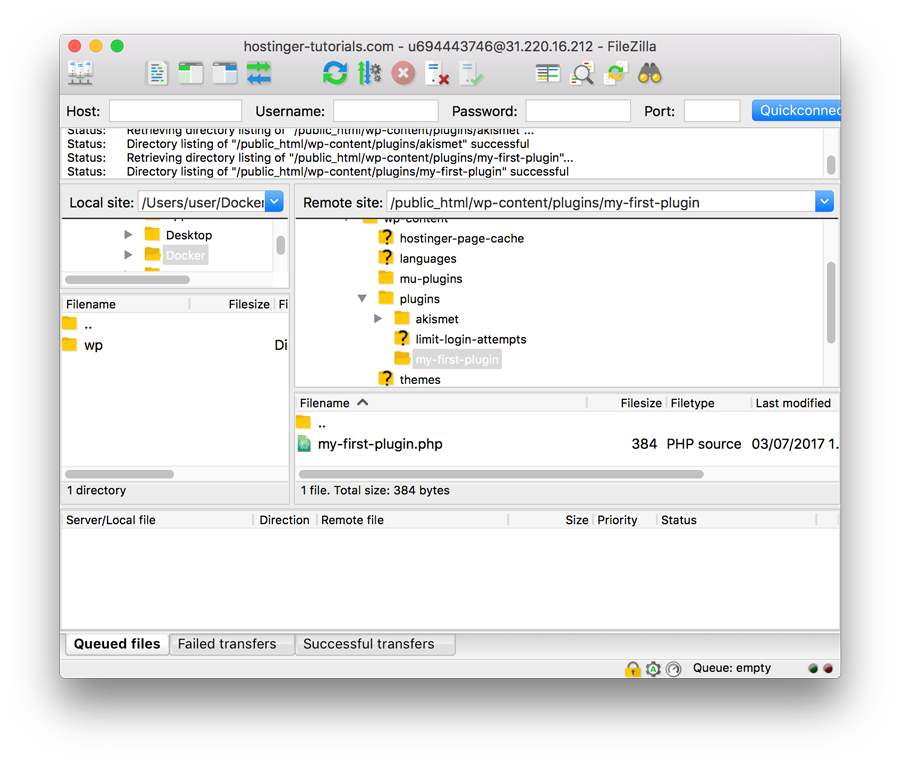 hostinger-tutorials.com - u694443746@31.220.16.212 - FileZilla
Host: Username: Password: Port: Quickconnec
Status: Retrieving directory listing of "/public_html/wp-content/plugins/akismet"...
Status: Directory listing of "/public_html/wp-content/plugins/akismet" successful
Status: Retrieving directory listing of "/public_html/wp-content/plugins/my-first-plugin"...
Status: Directory listing of "/public_html/wp-content/plugins/my-first-plugin" successful
Local site: /Users/user/Docker
Desktop
Docker
Filename Filesize Fi
..
wp Di
1 directory
Remote site: /public_html/wp-content/plugins/my-first-plugin
wp-content
hostinger-page-cache
languages
mu-plugins
plugins
akismet
limit-login-attempts
my-first-plugin
themes
Filename Filesize Filetype Last modified
..
my-first-plugin.php 384 PHP source 03/07/2017 1.
1 file. Total size: 384 bytes
Server/Local file Direction Remote file Size Priority Status
Queued files Failed transfers Successful transfers
Queue: empty